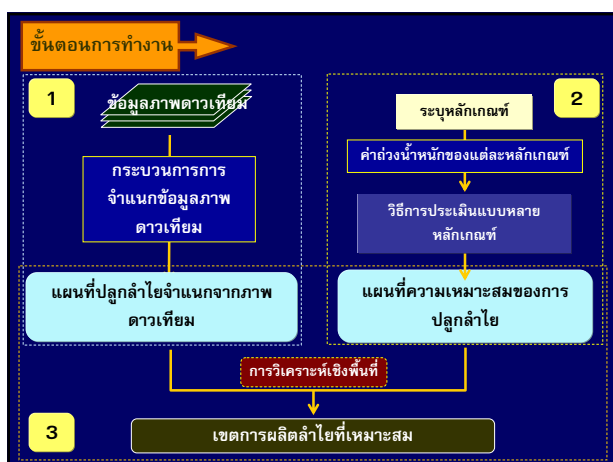 ขั้นตอนการทำงาน
1
ข้อมูลภาพดาวเทียม
กระบวนการการ
จำแนกข้อมูลภาพ
ดาวเทียม
แผนที่ปลูกลำไยจำแนกจากภาพ
ดาวเทียม
2
ระบุหลักเกณฑ์
ค่าถ่วงน้ำหนักของแต่ละหลักเกณฑ์
วิธีการประเมินแบบหลาย
หลักเกณฑ์
แผนที่ความเหมาะสมของการ
ปลูกลำไย
การวิเคราะห์เชิงพื้นที่
3
เขตการผลิตลำไยที่เหมาะสม